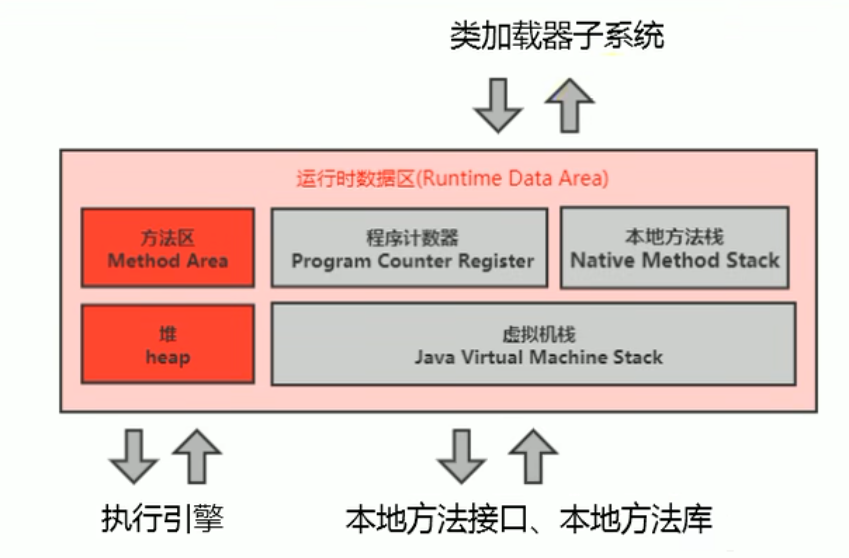 类加载器子系统
运行时数据区(Runtime Data Area)
方法区
Method Area
程序计数器
Program Counter Register
本地方法栈
Native Method Stack
堆
heap
虚拟机栈
Java Virtual Machine Stack
执行引擎
本地方法接口、本地方法库